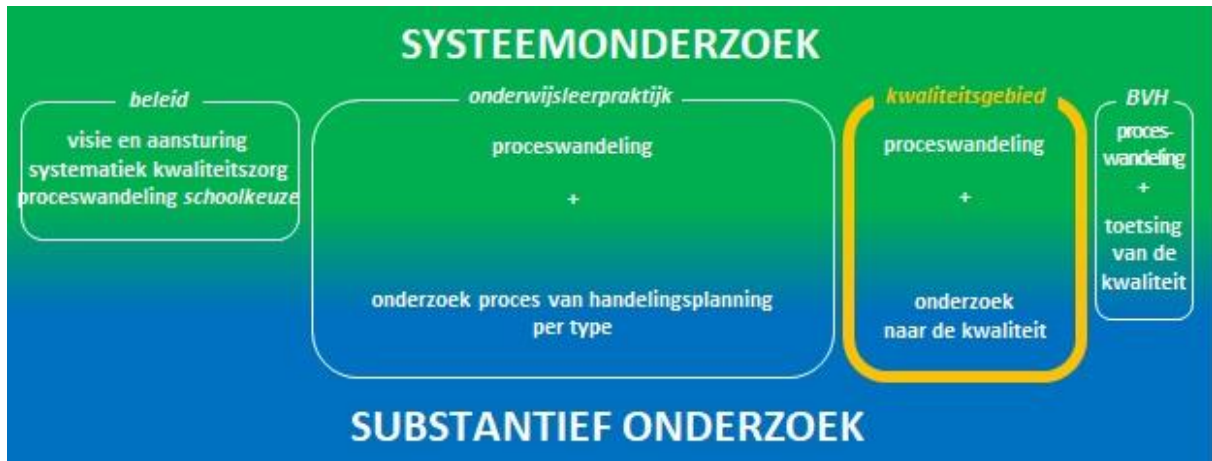 SYSTEEMONDERZOEK
beleid
visie en aansturing
systematiek kwaliteitszorg
proceswandeling schoolkeuze
onderwijsleerpraktijk
proceswandeling
+
onderzoek proces van handelingsplanning
per type
kwaliteitsgebied
proceswandeling
+
onderzoek
naar de kwaliteit
BVH
proces-
wandeling
+
toetsing
van de
kwaliteit
SUBSTANTIEF ONDERZOEK